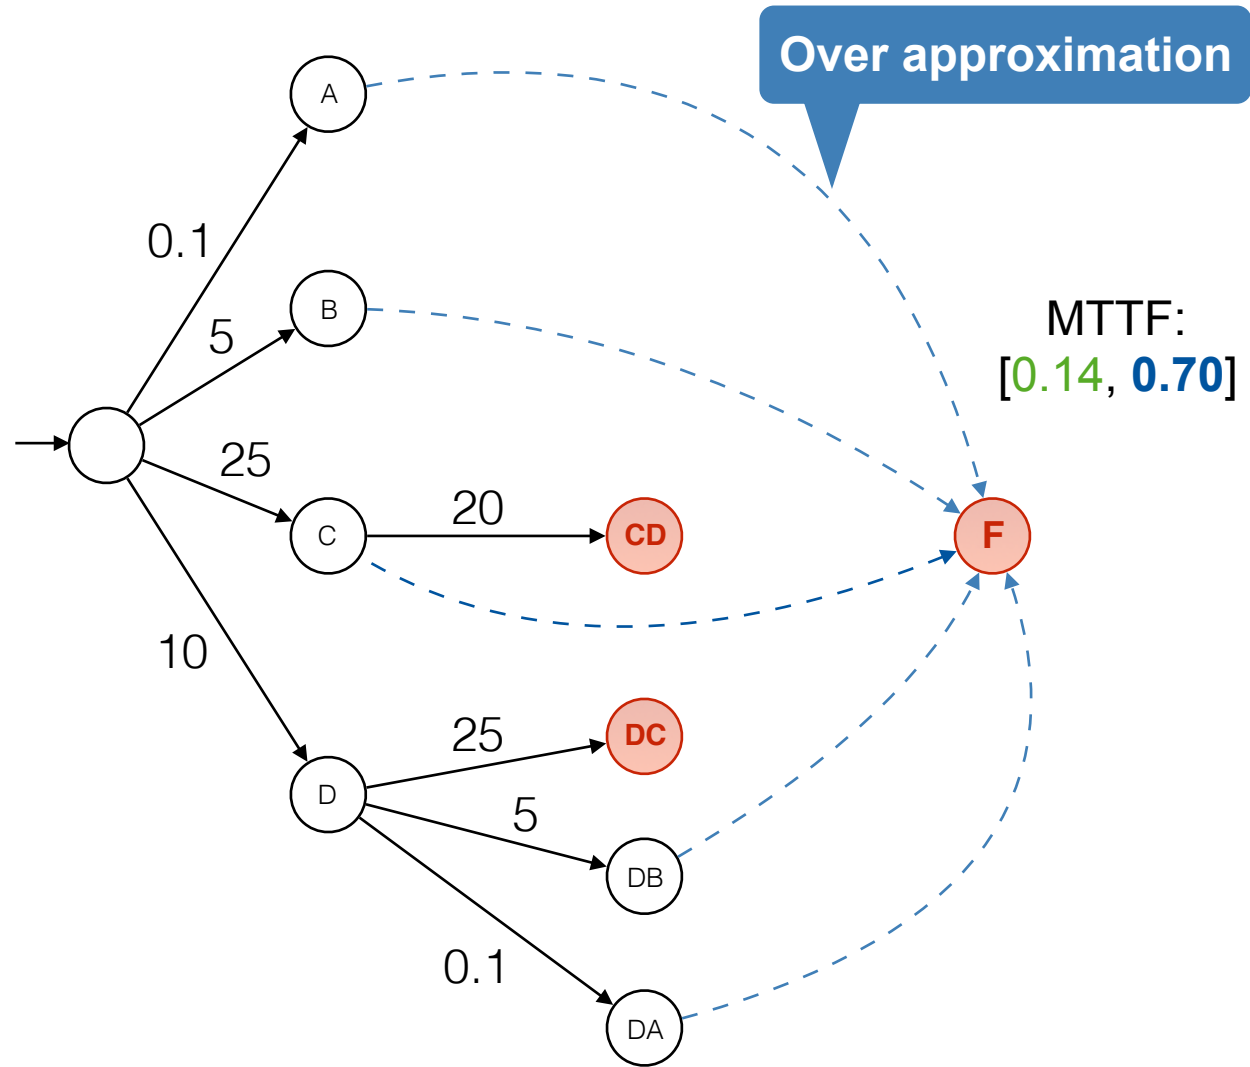 Over approximation
A
0.1
B
5
MTTF:
[0.14, 0.70]
25
C
20
CD
F
10
D
25
DC
5
DB
0.1
DA